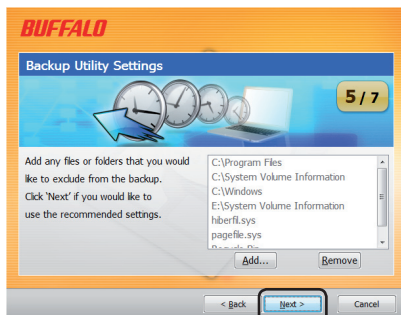 BUFFALO
Backup Utility Settings
5 / 7
Add any files or folders that you would
like to exclude from the backup.
Click 'Next' if you would like to
use the recommended settings.
C:\Program Files
C:\System Volume Information
C:\Windows
E:\System Volume Information
hiberfil.sys
pagefile.sys
Recycle Bin
Add...
Remove
< Back
Next >
Cancel